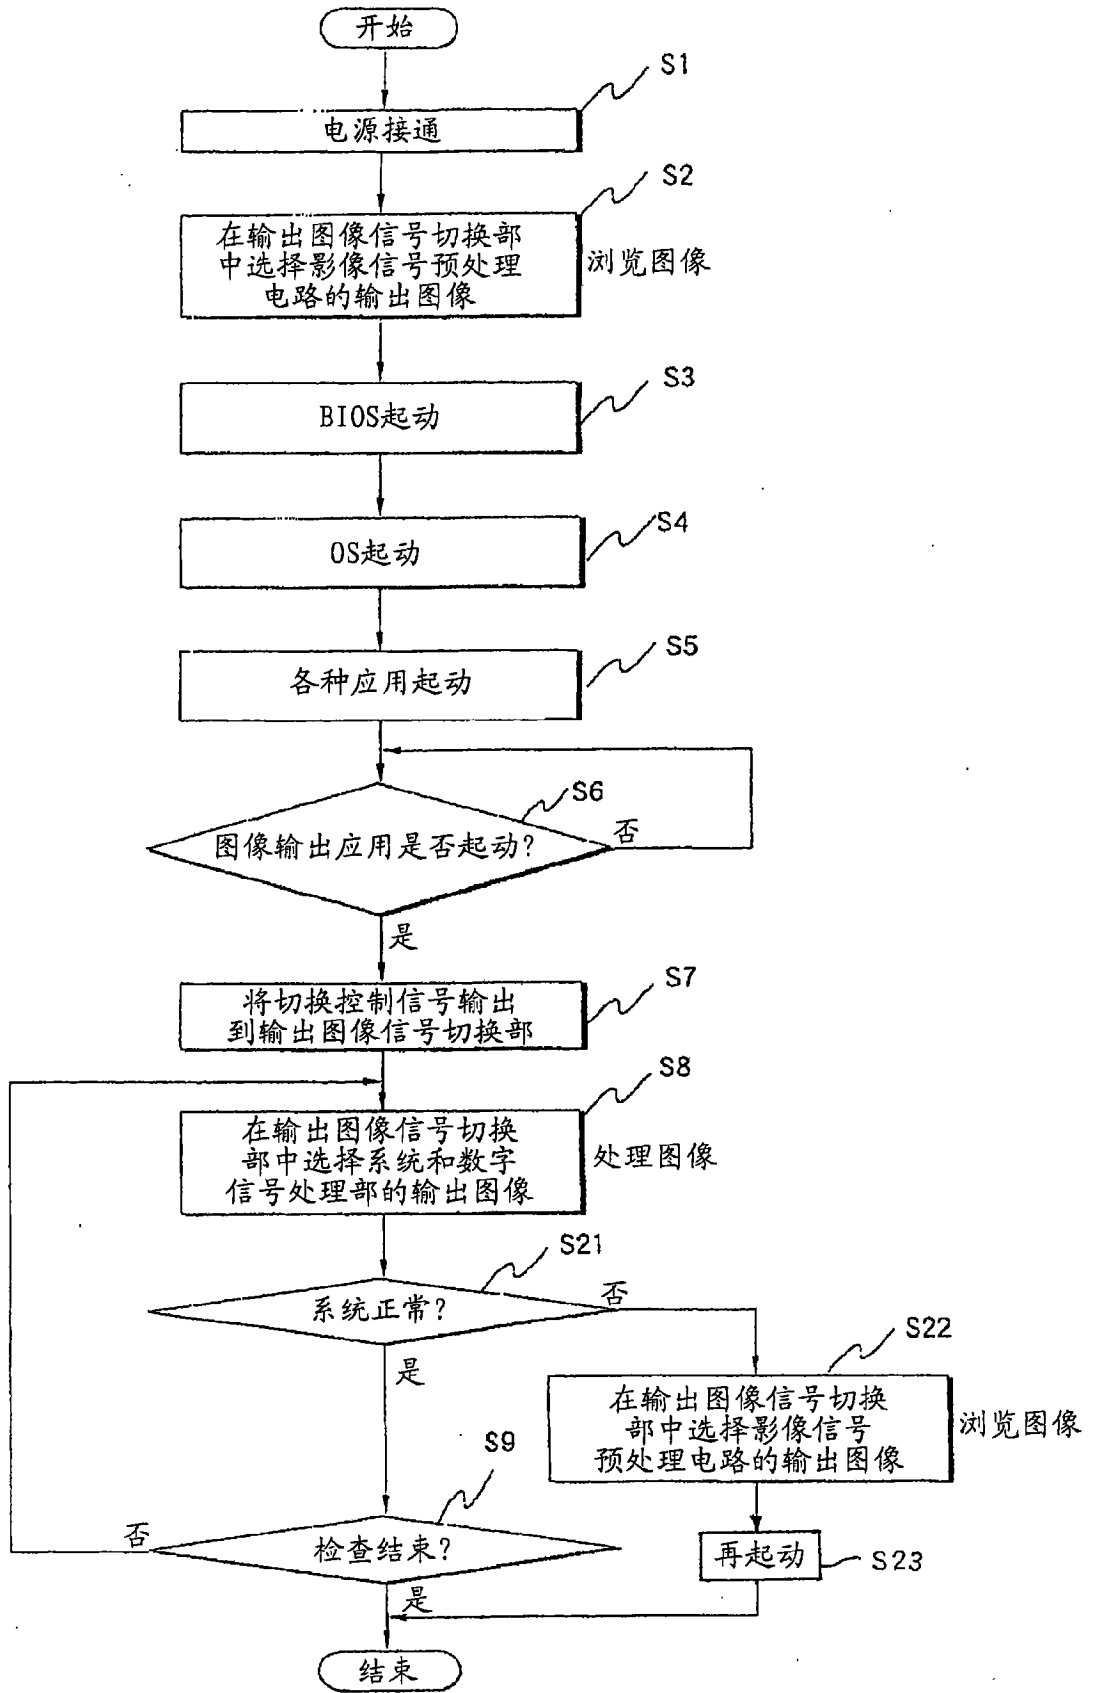 开始
S1
电源接通
S2
在输出图像信号切换部
中选择影像信号预处理
电路的输出图像
浏览图像
S3
BIOS起动
S4
OS起动
S5
各种应用起动
S6
图像输出应用是否起动?
否
是
S7
将切换控制信号输出
到输出图像信号切换部
S8
在输出图像信号切换
部中选择系统和数字
信号处理部的输出图像
处理图像
S21
系统正常?
否
是
S22
在输出图像信号切换
部中选择影像信号
预处理电路的输出图像
浏览图像
S9
检查结束?
否
是
再起动
S23
结束